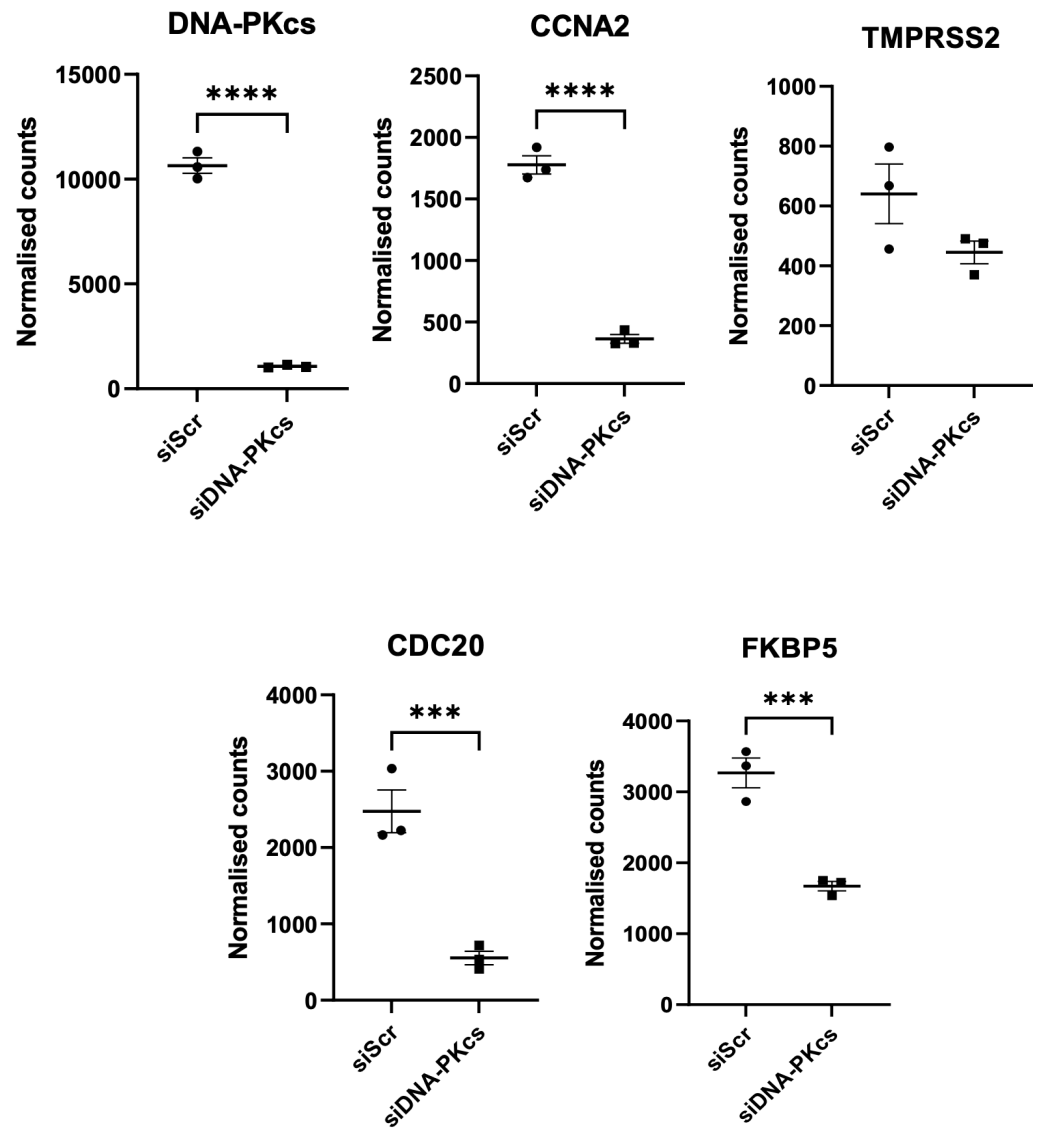 DNA-PKcs
Normalised counts
15000
10000
5000
0
****
siScr
siDNA-PKcs
CCNA2
Normalised counts
2500
2000
1500
1000
500
0
****
siScr
siDNA-PKcs
TMPRSS2
Normalised counts
1000
800
600
400
200
0
siScr
siDNA-PKcs
CDC20
Normalised counts
4000
3000
2000
1000
0
***
siScr
siDNA-PKcs
FKBP5
Normalised counts
4000
3000
2000
1000
0
***
siScr
siDNA-PKcs